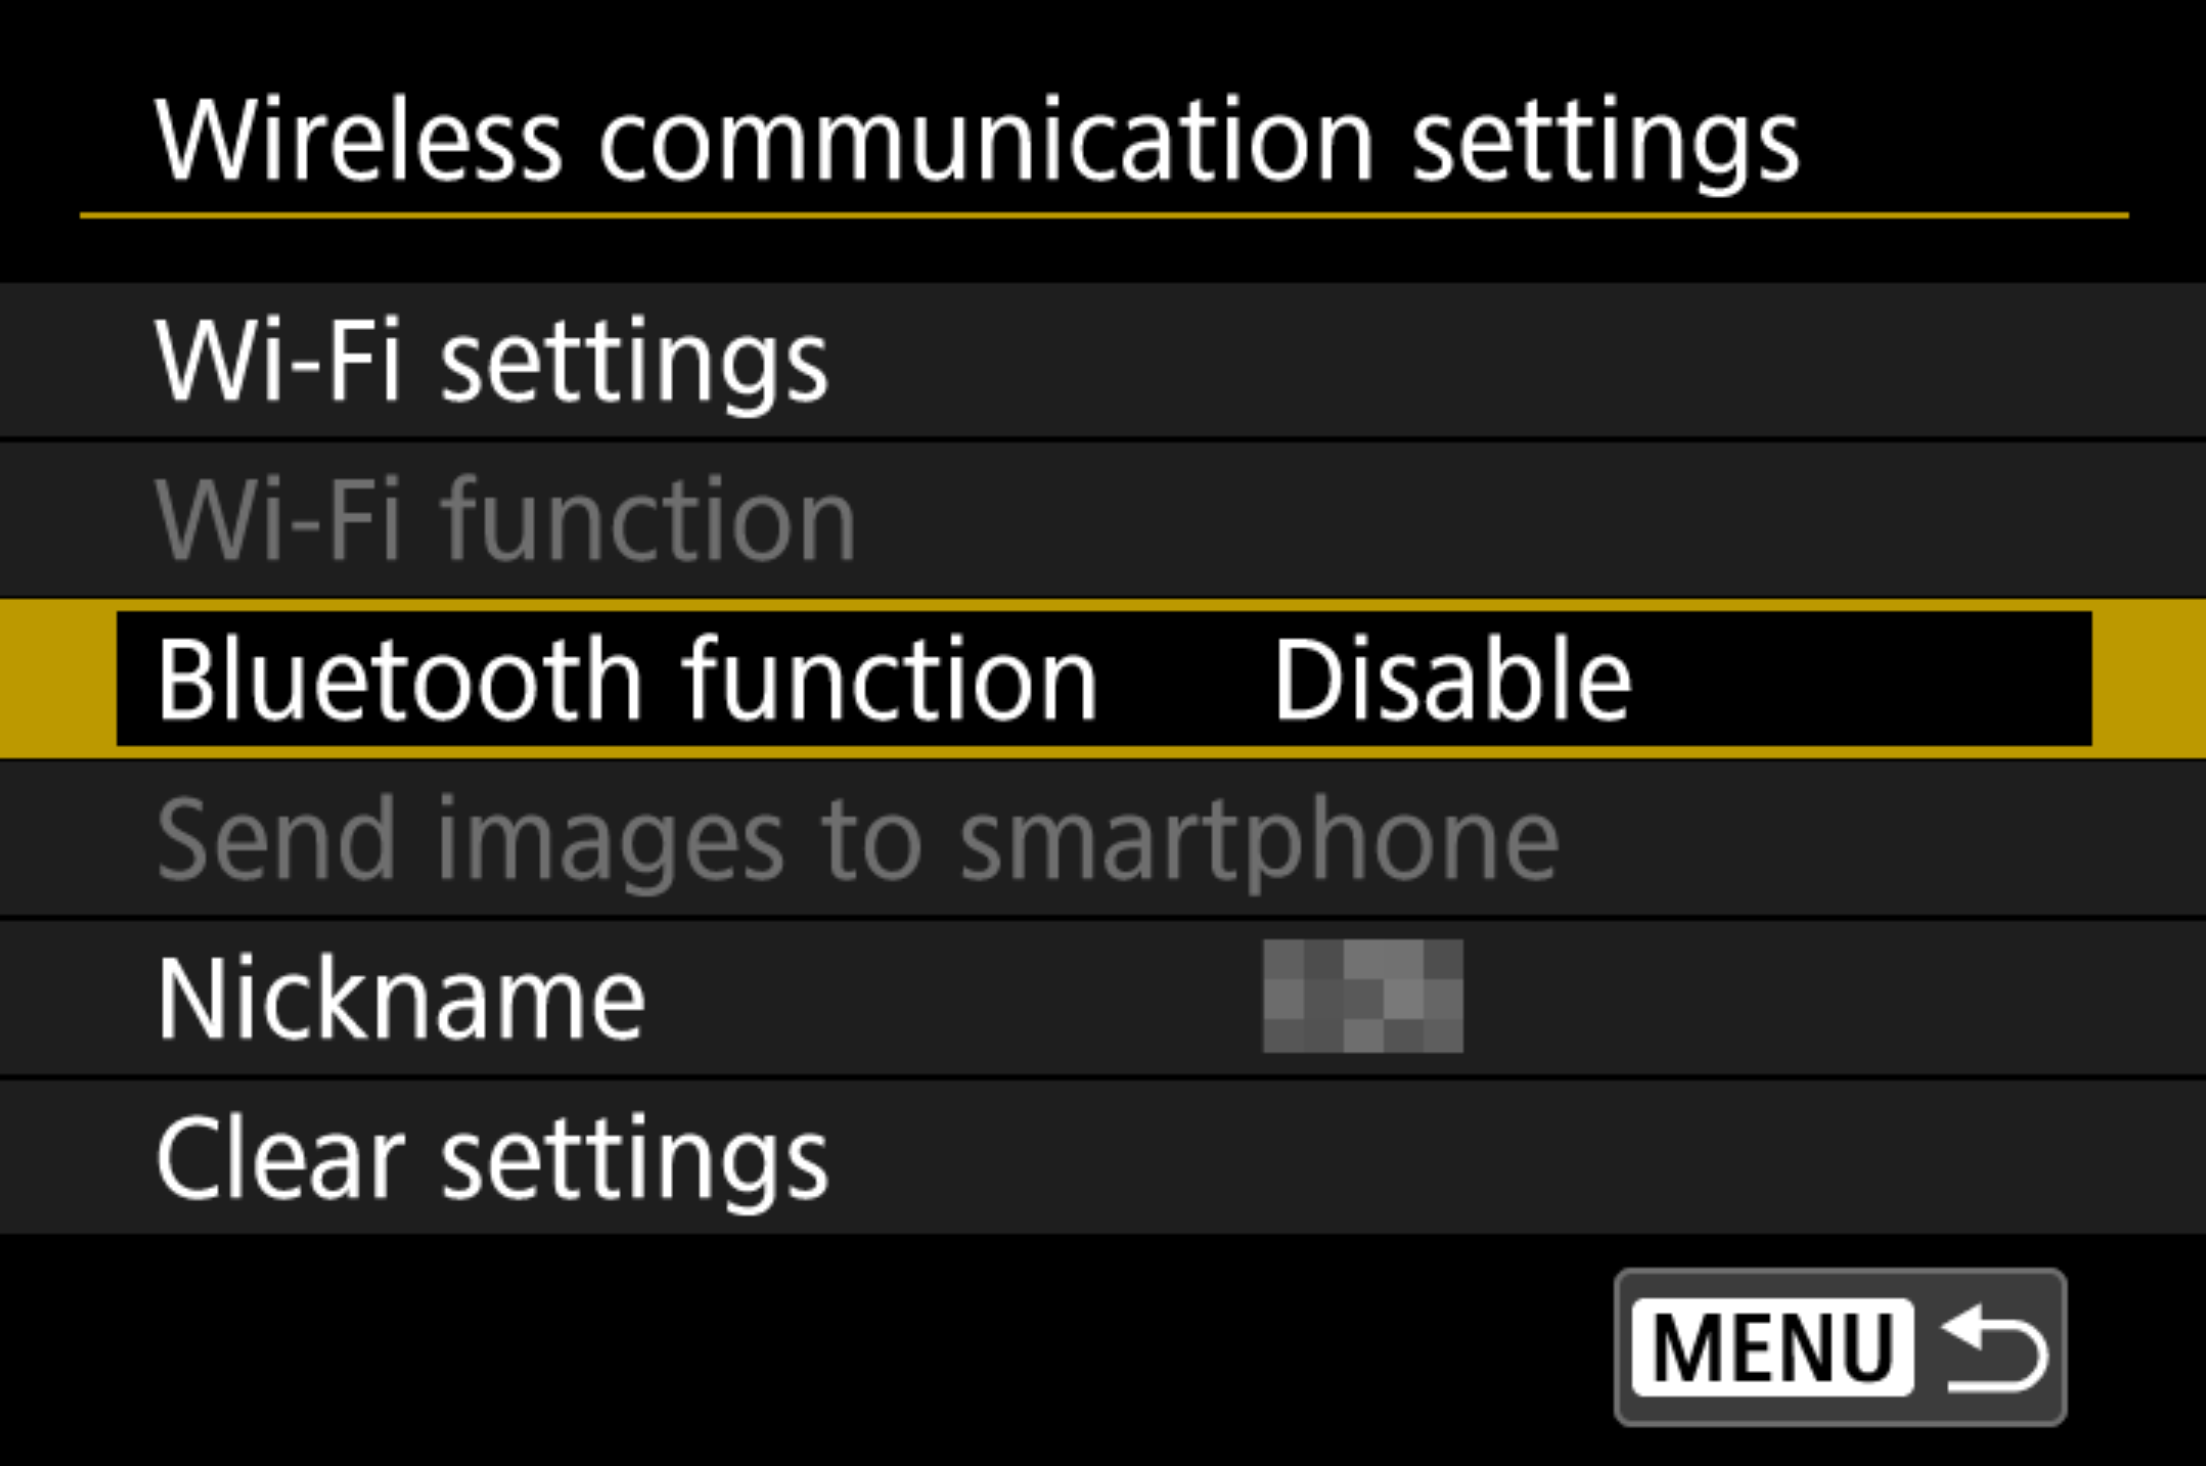 Wireless communication settings
Wi-Fi settings
Wi-Fi function
Bluetooth function Disable
Send images to smartphone
Nickname
Clear settings
MENU